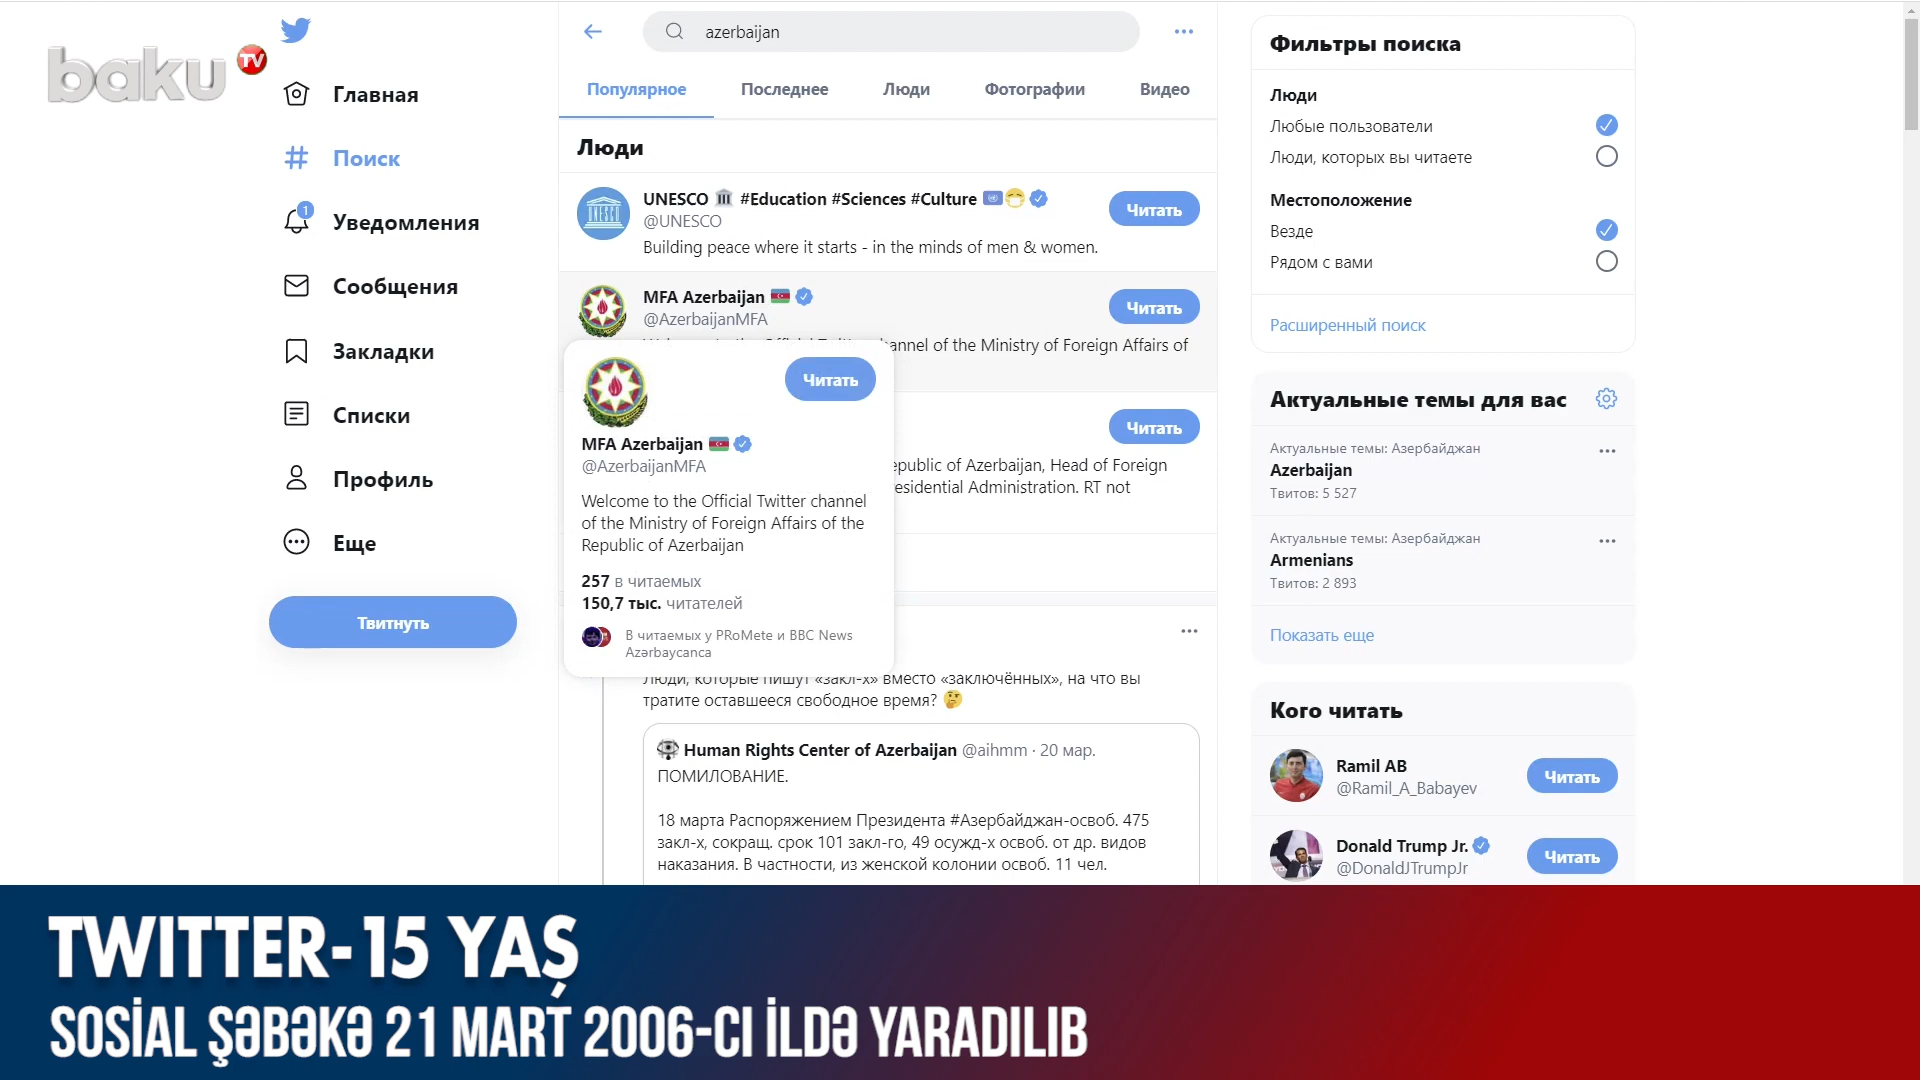 baku TV
Главная
Поиск
1
Уведомления
Сообщения
Закладки
Списки
Профиль
Еще
Твитнуть
azerbaijan
Популярное
Последнее
Люди
Фотографии
Видео
Люди
UNESCO 🏛 #Education #Sciences #Culture
@UNESCO
Building peace where it starts - in the minds of men & women.
Читать
MFA Azerbaijan
@AzerbaijanMFA
channel of the Ministry of Foreign Affairs of
Читать
MFA Azerbaijan
@AzerbaijanMFA
Welcome to the Official Twitter channel
of the Ministry of Foreign Affairs of the
Republic of Azerbaijan
257 в читаемых
150,7 тыс. читателей
В читаемых у PRoMete и BBC News
Azərbaycanca
Читать
Читать
epublic of Azerbaijan, Head of Foreign
esidential Administration. RT not
Люди, которые пишут «закл-х» вместо «заключённых», на что вы
тратите оставшееся свободное время? 🤔
Human Rights Center of Azerbaijan @aihmm · 20 мар.
ПОМИЛОВАНИЕ.
18 марта Распоряжением Президента #Азербайджан-освоб. 475
закл-х, сокращ. срок 101 закл-го, 49 осужд-х освоб. от др. видов
наказания. В частности, из женской колонии освоб. 11 чел.
Фильтры поиска
Люди
Любые пользователи
Люди, которых вы читаете
Местоположение
Везде
Рядом с вами
Расширенный поиск
Актуальные темы для вас
Актуальные темы: Азербайджан
Azerbaijan
Твитов: 5 527
Актуальные темы: Азербайджан
Armenians
Твитов: 2 893
Показать еще
Кого читать
Ramil AB
@Ramil_A_Babayev
Читать
Donald Trump Jr.
@DonaldJTrumpJr
Читать
TWITTER-15 YAŞ
SOSİAL ŞƏBƏKƏ 21 MART 2006-CI İLDƏ YARADILIB